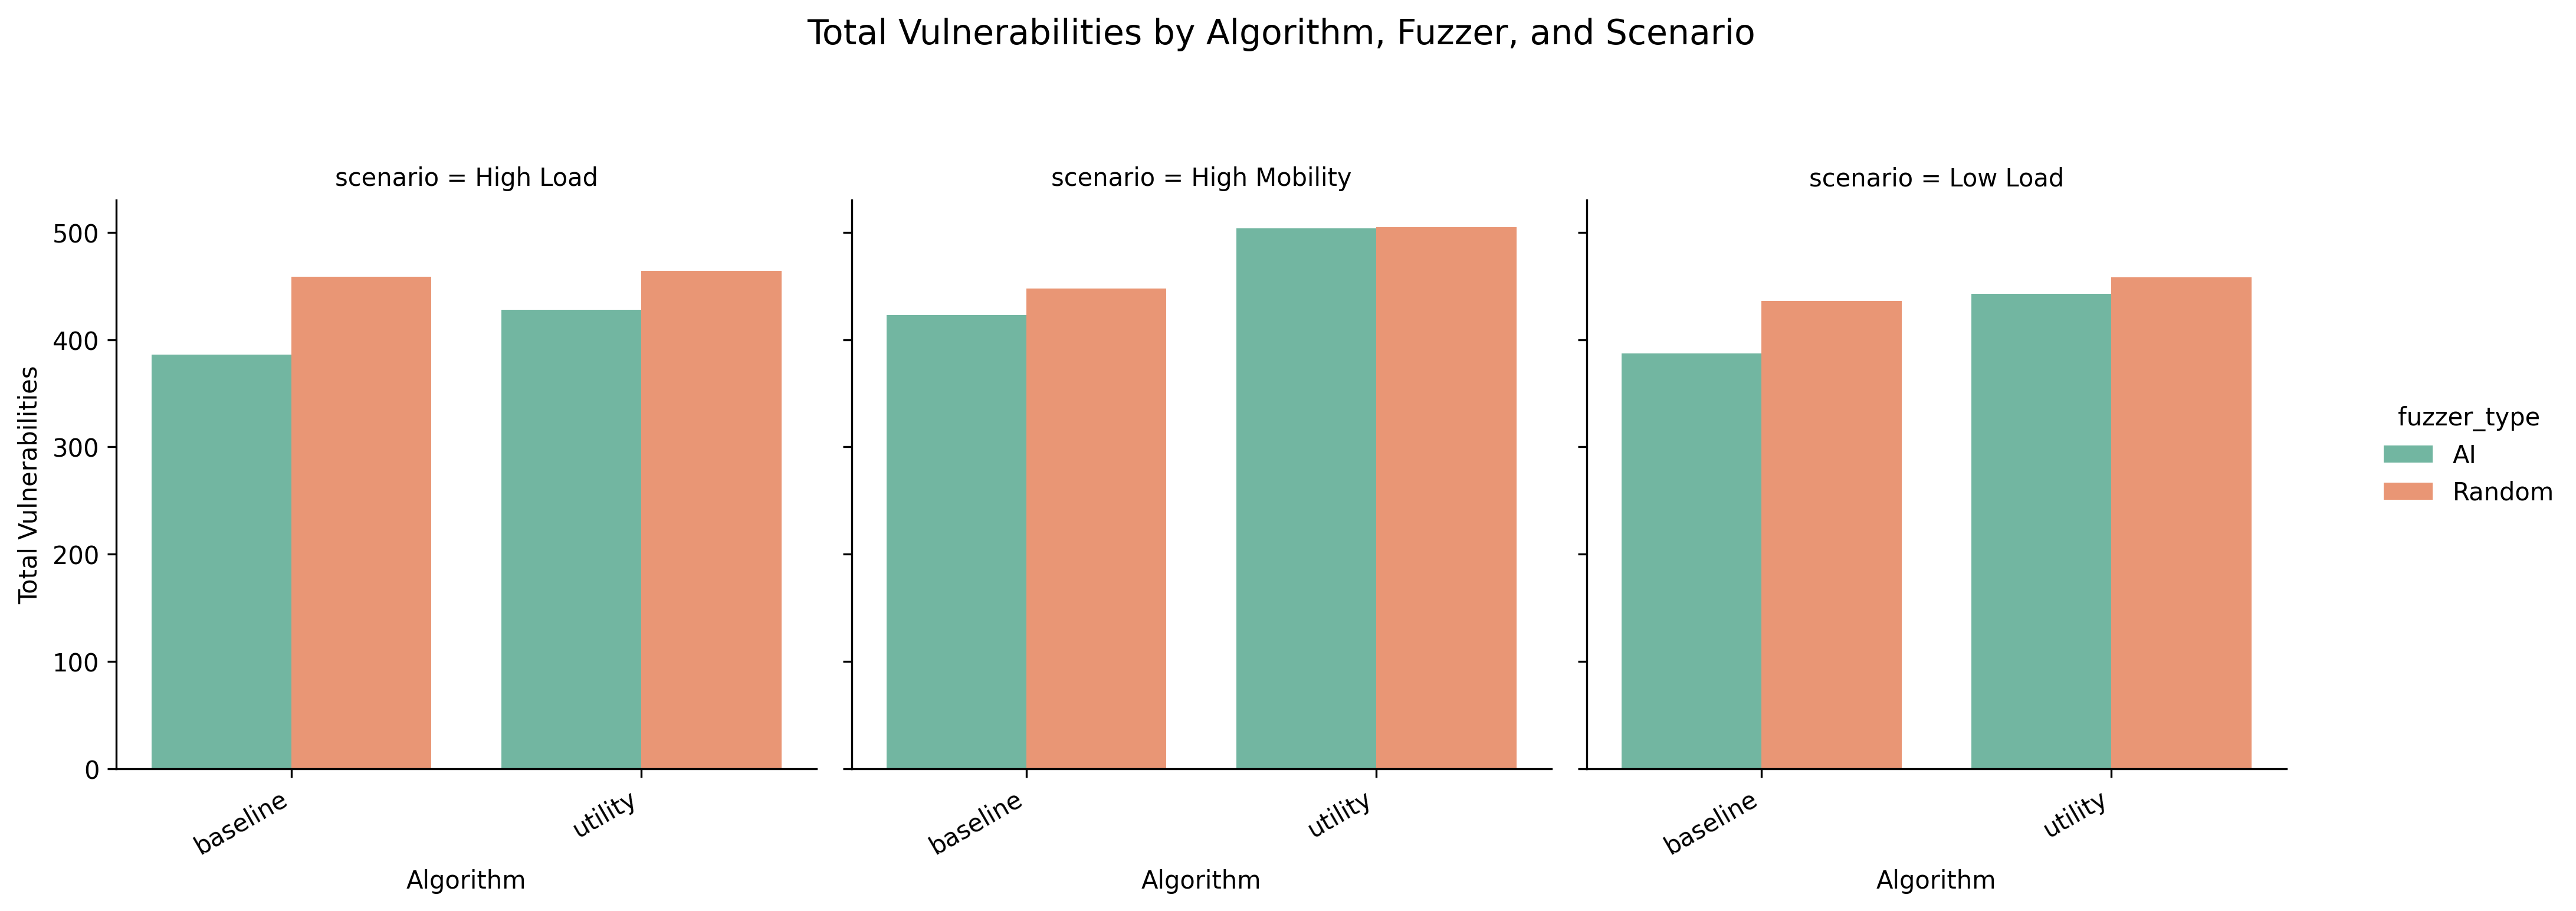 Total Vulnerabilities by Algorithm, Fuzzer, and Scenario
scenario = High Load
scenario = High Mobility
scenario = Low Load
Total Vulnerabilities
500
400
300
200
100
0
baseline
utility
baseline
utility
baseline
utility
Algorithm
Algorithm
Algorithm
fuzzer_type
AI
Random